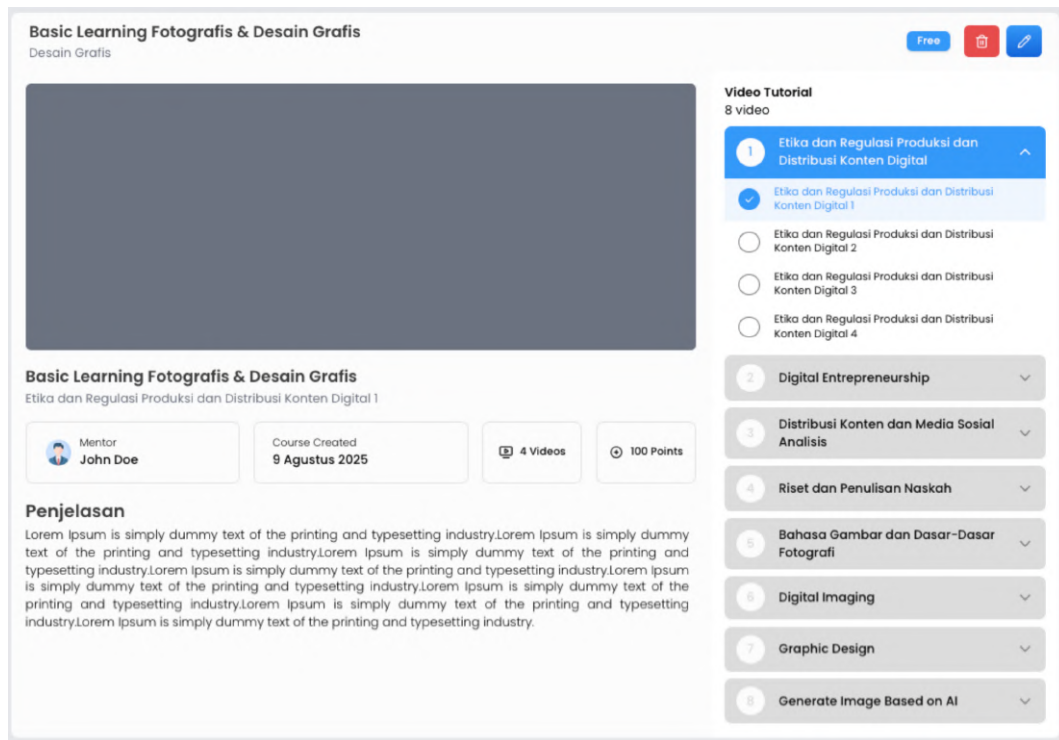 Basic Learning Fotografis & Desain Grafis
Desain Grafis
Free
Video Tutorial
8 video
1
Etika dan Regulasi Produksi dan
Distribusi Konten Digital
Etika dan Regulasi Produksi dan Distribusi
Konten Digital 1
Etika dan Regulasi Produksi dan Distribusi
Konten Digital 2
Etika dan Regulasi Produksi dan Distribusi
Konten Digital 3
Etika dan Regulasi Produksi dan Distribusi
Konten Digital 4
2
Digital Entrepreneurship
3
Distribusi Konten dan Media Sosial
Analisis
4
Riset dan Penulisan Naskah
5
Bahasa Gambar dan Dasar-Dasar
Fotografi
6
Digital Imaging
7
Graphic Design
8
Generate Image Based on AI
Basic Learning Fotografis & Desain Grafis
Etika dan Regulasi Produksi dan Distribusi Konten Digital 1
Mentor
John Doe
Course Created
9 Agustus 2025
4 Videos
100 Points
Penjelasan
Lorem Ipsum is simply dummy text of the printing and typesetting industry.Lorem Ipsum is simply dummy
text of the printing and typesetting industry.Lorem Ipsum is simply dummy text of the printing and
typesetting industry.Lorem Ipsum is simply dummy text of the printing and typesetting industry.Lorem Ipsum
is simply dummy text of the printing and typesetting industry.Lorem Ipsum is simply dummy text of the
printing and typesetting industry.Lorem Ipsum is simply dummy text of the printing and typesetting
industry.Lorem Ipsum is simply dummy text of the printing and typesetting industry.